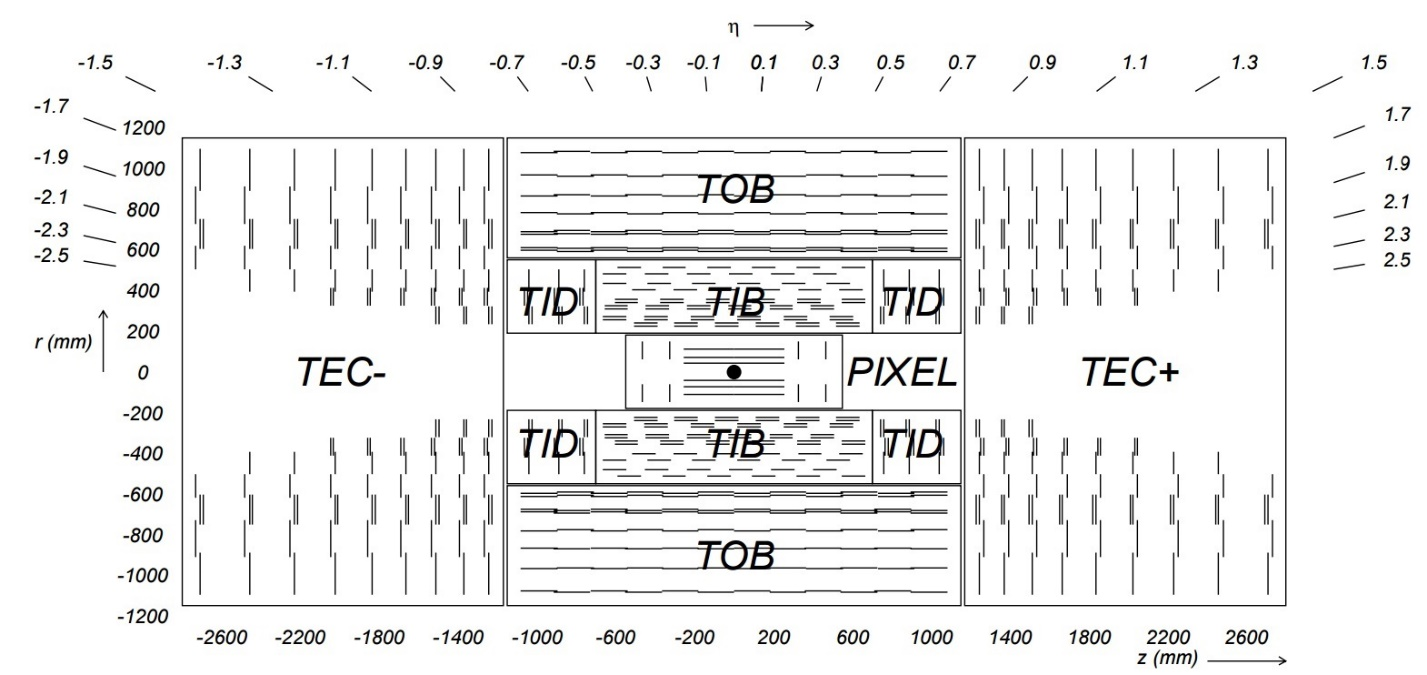 η
-1.5 -1.3 -1.1 -0.9 -0.7 -0.5 -0.3 -0.1 0.1 0.3 0.5 0.7 0.9 1.1 1.3 1.5
-1.7 1.7
1200
-1.9 1.9
1000
TOB
-2.1 2.1
800
-2.3 2.3
600
-2.5 2.5
400
TID TIB TID
200
r (mm)
0
TEC- PIXEL TEC+
-200
-400
TID TIB TID
-600
-800
TOB
-1000
-1200
-2600 -2200 -1800 -1400 -1000 -600 -200 200 600 1000 1400 1800 2200 2600
z (mm)